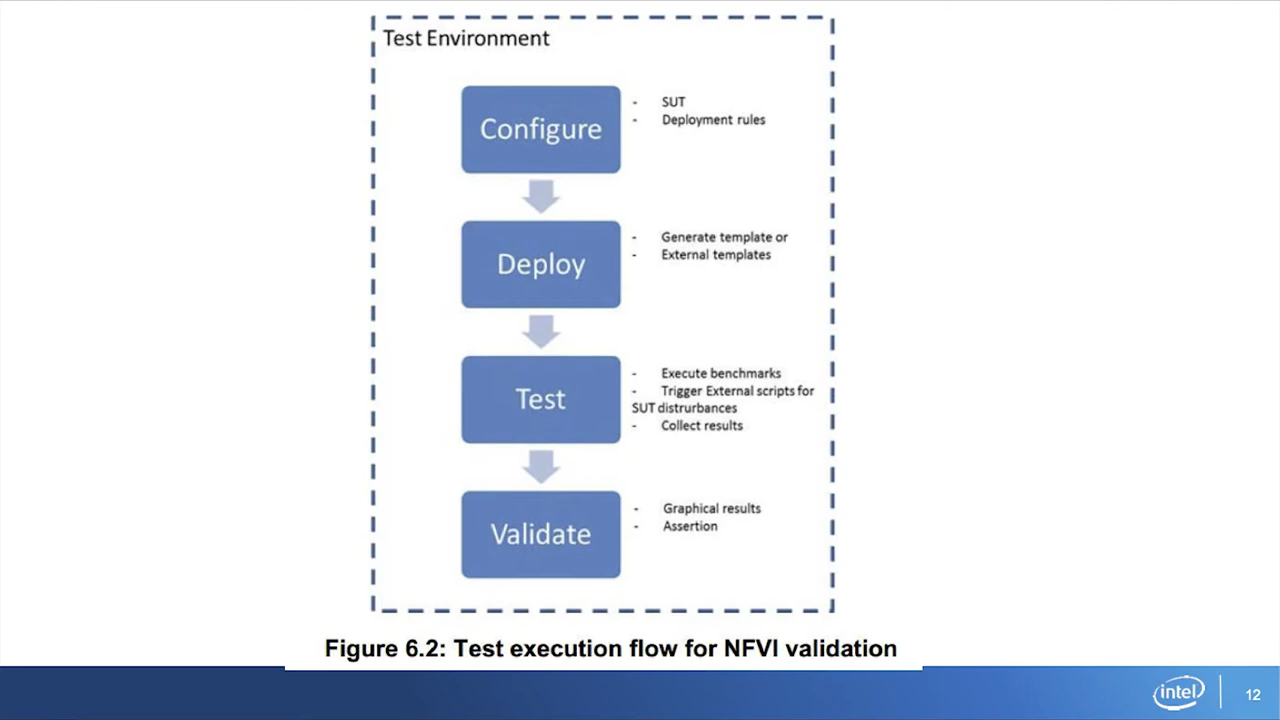 Test Environment
Configure
- SUT
- Deployment rules
Deploy
- Generate template or
- External templates
Test
- Execute benchmarks
- Trigger External scripts for
SUT distrurbances
- Collect results
Validate
- Graphical results
- Assertion
Figure 6.2: Test execution flow for NFVI validation
intel
12